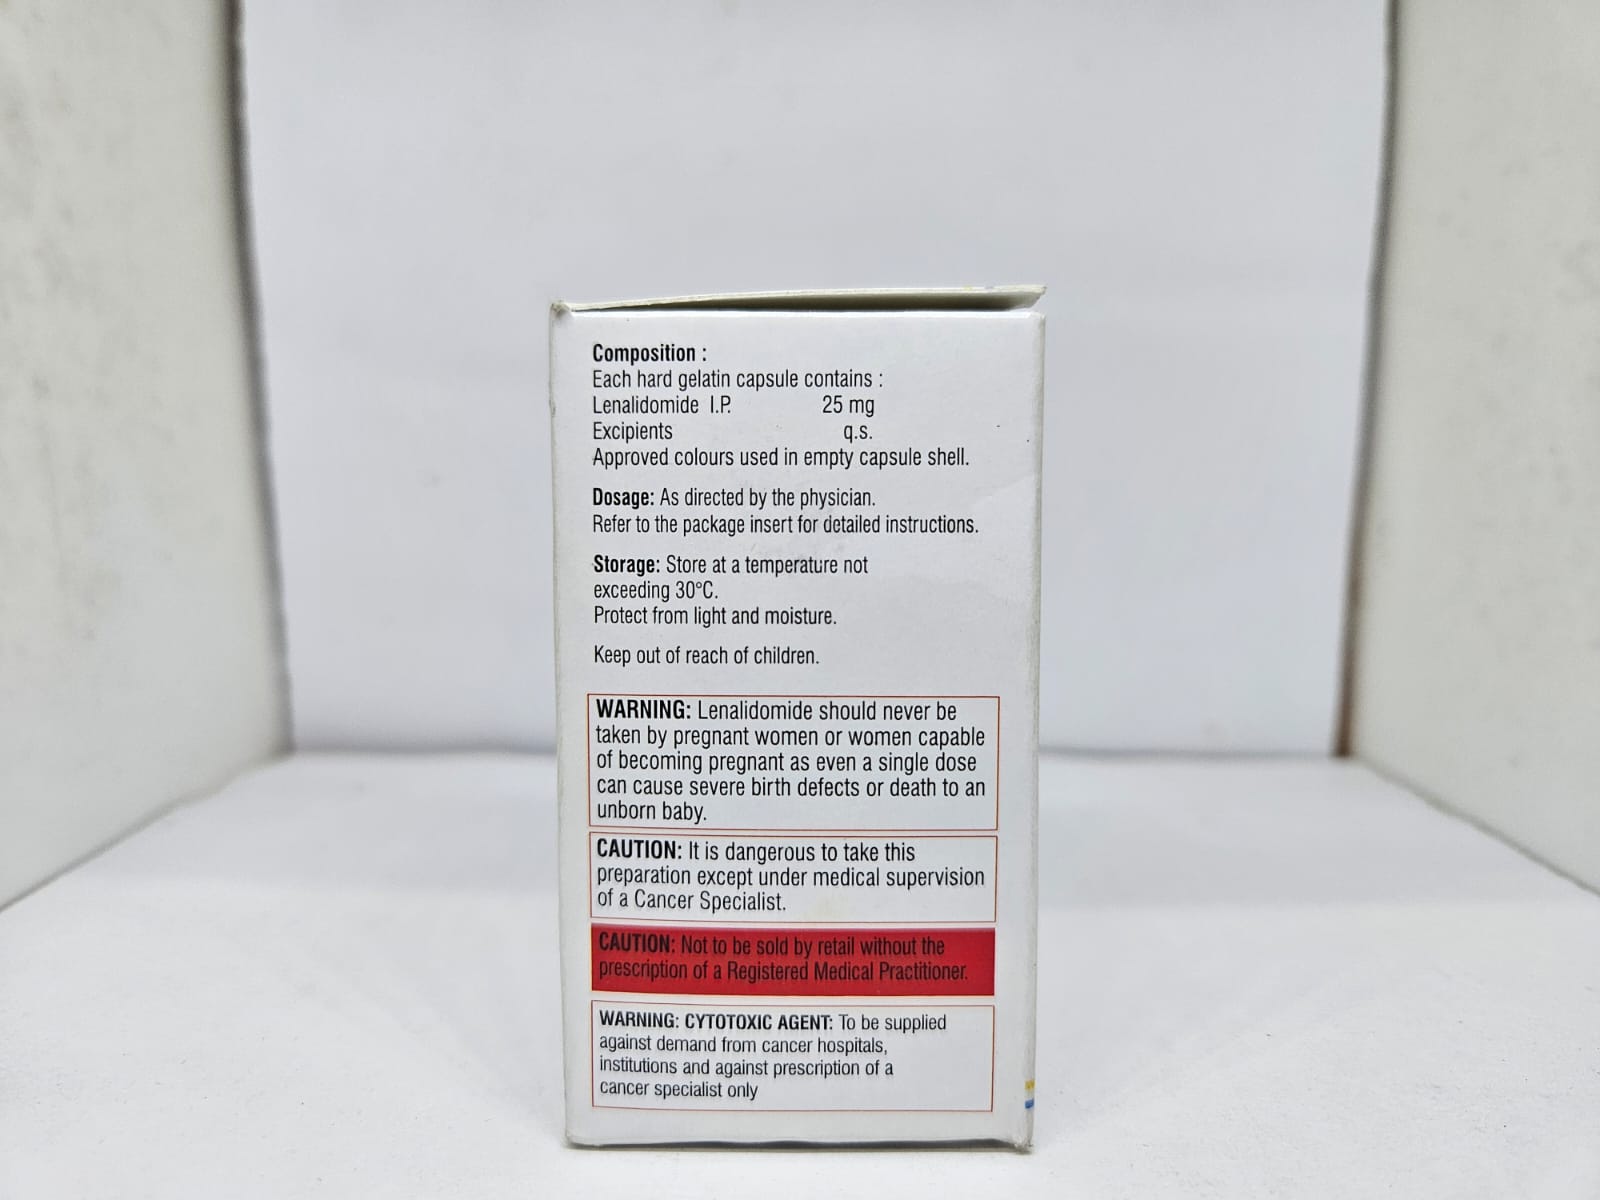 Composition :
Each hard gelatin capsule contains :
Lenalidomide I.P. 25 mg
Excipients q.s.
Approved colours used in empty capsule shell.
Dosage: As directed by the physician.
Refer to the package insert for detailed instructions.
Storage: Store at a temperature not
exceeding 30°C.
Protect from light and moisture.
Keep out of reach of children.
WARNING: Lenalidomide should never be
taken by pregnant women or women capable
of becoming pregnant as even a single dose
can cause severe birth defects or death to an
unborn baby.
CAUTION: It is dangerous to take this
preparation except under medical supervision
of a Cancer Specialist.
CAUTION: Not to be sold by retail without the
prescription of a Registered Medical Practitioner.
WARNING: CYTOTOXIC AGENT: To be supplied
against demand from cancer hospitals,
institutions and against prescription of a
cancer specialist only